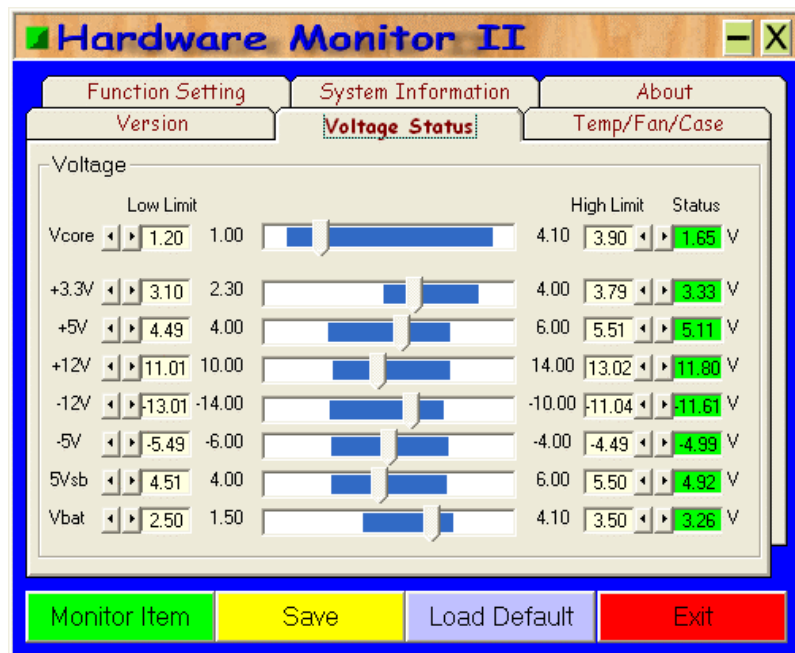 Hardware Monitor II
Function Setting System Information About
Version Voltage Status Temp/Fan/Case
Voltage
Low Limit High Limit Status
Vcore 1.20 1.00 4.10 3.90 1.65 V
+3.3V 3.10 2.30 4.00 3.79 3.33 V
+5V 4.49 4.00 6.00 5.51 5.11 V
+12V 11.01 10.00 14.00 13.02 11.80 V
-12V -13.01 -14.00 -10.00 -11.04 -11.61 V
-5V -5.49 -6.00 -4.00 -4.49 -4.99 V
5Vsb 4.51 4.00 6.00 5.50 4.92 V
Vbat 2.50 1.50 4.10 3.50 3.26 V
Monitor Item Save Load Default Exit